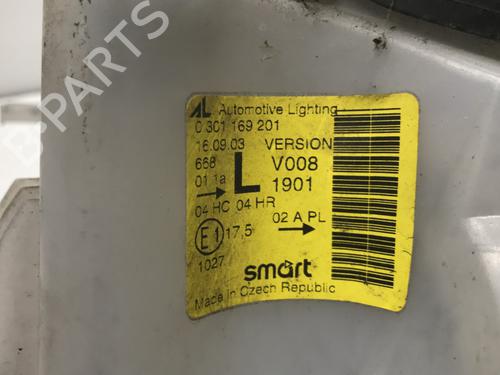 B-PARTS
AL Automotive Lighting
0 301 169 201
16.09.03 VERSION
668 V008
01 1a L 1901
04 HC 04 HR
02 A PL
E1 17,5
1027
smart
Made in Czech Republic